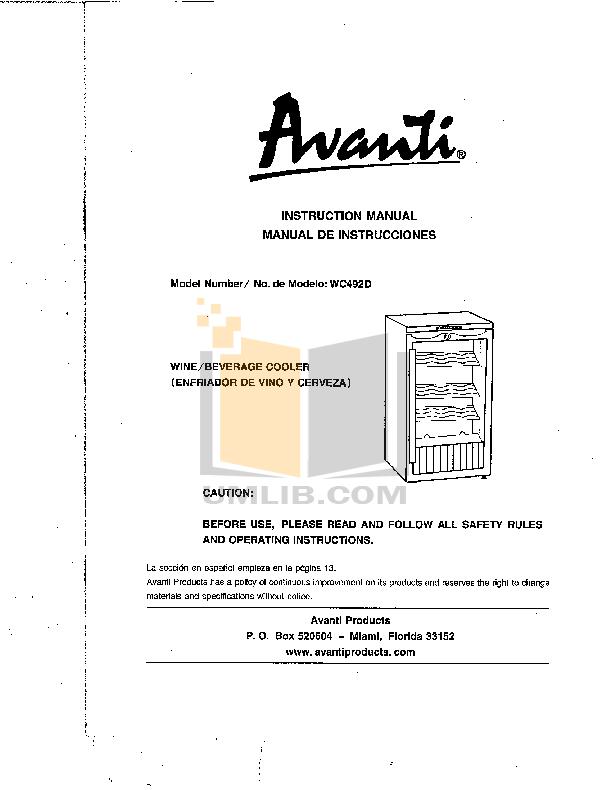 Avanti®
INSTRUCTION MANUAL
MANUAL DE INSTRUCCIONES
Model Number/ No. de Modelo: WC492D
WINE/BEVERAGE COOLER
(ENFRIADOR DE VINO Y CERVEZA)
UMLIB.COM
CAUTION:
BEFORE USE, PLEASE READ AND FOLLOW ALL SAFETY RULES
AND OPERATING INSTRUCTIONS.
La sección en español empieza en la página 13.
Avanti Products has a policy of continuous improvement on its products and reserves the right to change
materials and specifications without notice.
Avanti Products
P. O. Box 520604 – Miami, Florida 33152
www. avantiproducts. com